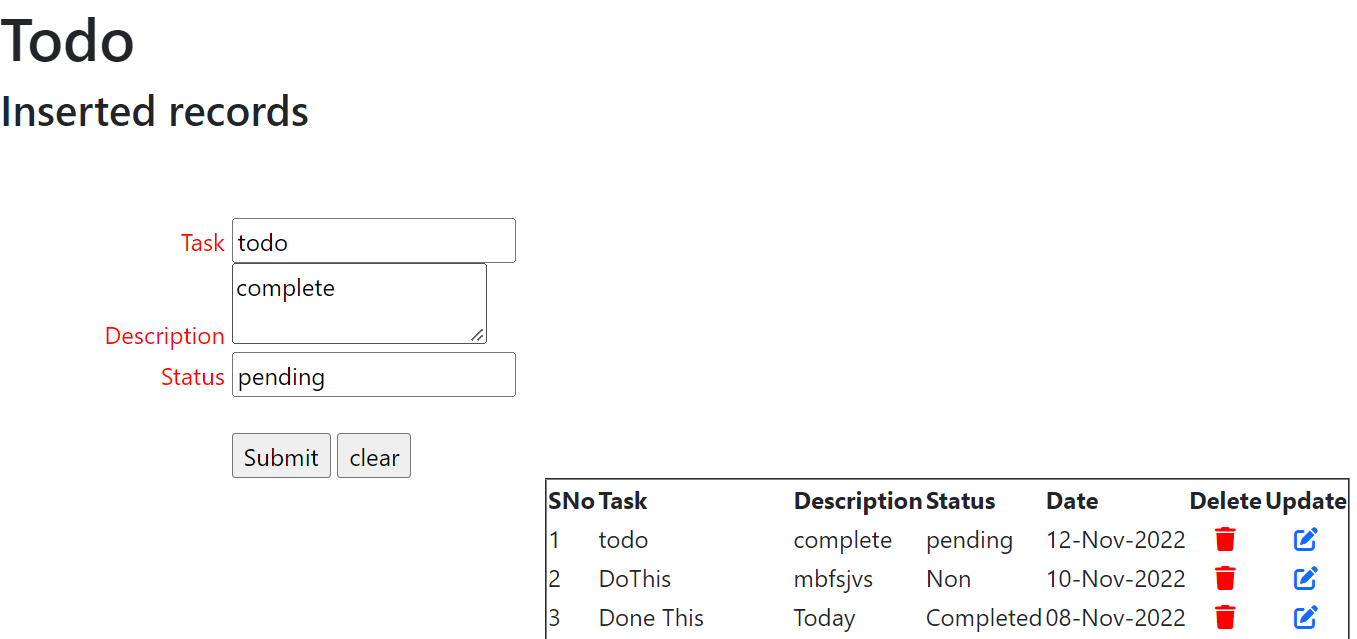 Todo
Inserted records
Task todo
complete
Description
Status pending
Submit clear
SNo Task Description Status Date Delete Update
1 todo complete pending 12-Nov-2022
2 DoThis mbfsjvs Non 10-Nov-2022
3 Done This Today Completed 08-Nov-2022